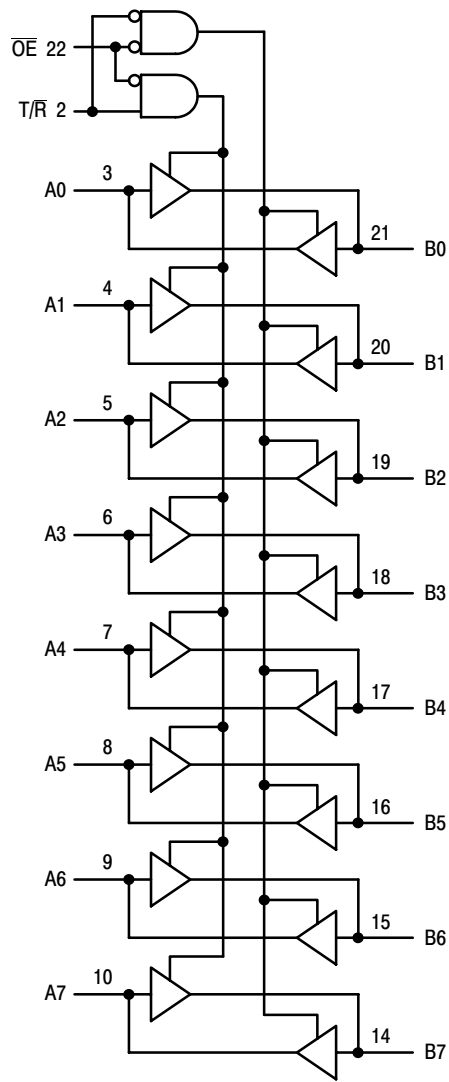 O̅E̅ 22
T/R̅ 2
A0 3
21 B0
A1 4
20 B1
A2 5
19 B2
A3 6
18 B3
A4 7
17 B4
A5 8
16 B5
A6 9
15 B6
A7 10
14 B7